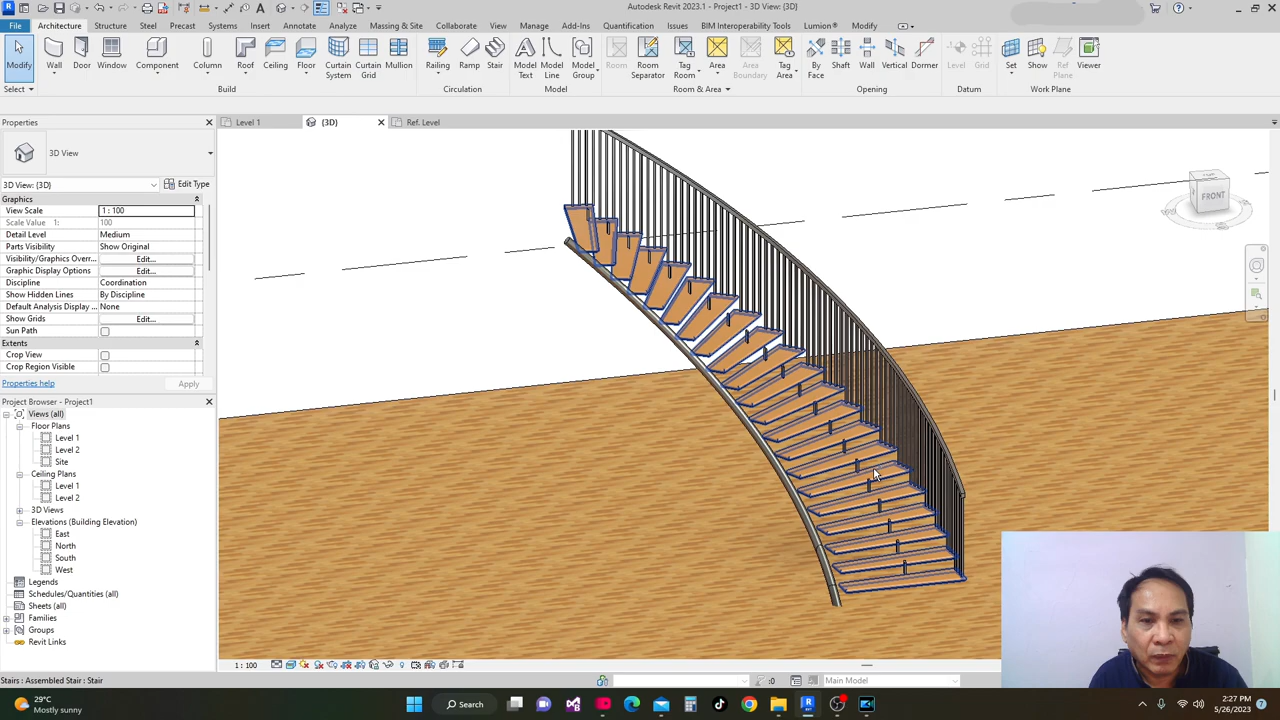 Autodesk Revit 2023.1 - Project1 - 3D View: {3D}
File Architecture Structure Steel Precast Systems Insert Annotate Analyze Massing & Site Collaborate View Manage Add-Ins Quantification Issues BIM Interoperability Tools Lumion® Modify
Modify Wall Door Window Component Column Roof Ceiling Floor Curtain System Curtain Grid Mullion Railing Ramp Stair Model Text Model Line Model Group Room Room Separator Tag Room Area Area Boundary Tag Area By Face Shaft Wall Vertical Dormer Level Grid Set Show Ref Plane Viewer
Select Build Circulation Model Room & Area Opening Datum Work Plane
Properties
Level 1 {3D} Ref. Level
3D View
3D View: {3D} Edit Type
Graphics
View Scale 1 : 100
Scale Value 1: 100
Detail Level Medium
Parts Visibility Show Original
Visibility/Graphics Overr... Edit...
Graphic Display Options Edit...
Discipline Coordination
Show Hidden Lines By Discipline
Default Analysis Display ... None
Show Grids Edit...
Sun Path
Extents
Crop View
Crop Region Visible
Properties help Apply
FRONT
Project Browser - Project1
Views (all)
Floor Plans
Level 1
Level 2
Site
Ceiling Plans
Level 1
Level 2
3D Views
Elevations (Building Elevation)
East
North
South
West
Legends
Schedules/Quantities (all)
Sheets (all)
Families
Groups
Revit Links
1 : 100
Stairs : Assembled Stair : Stair
:0 Main Model
29°C
Mostly sunny
Search
2:27 PM
5/26/2023